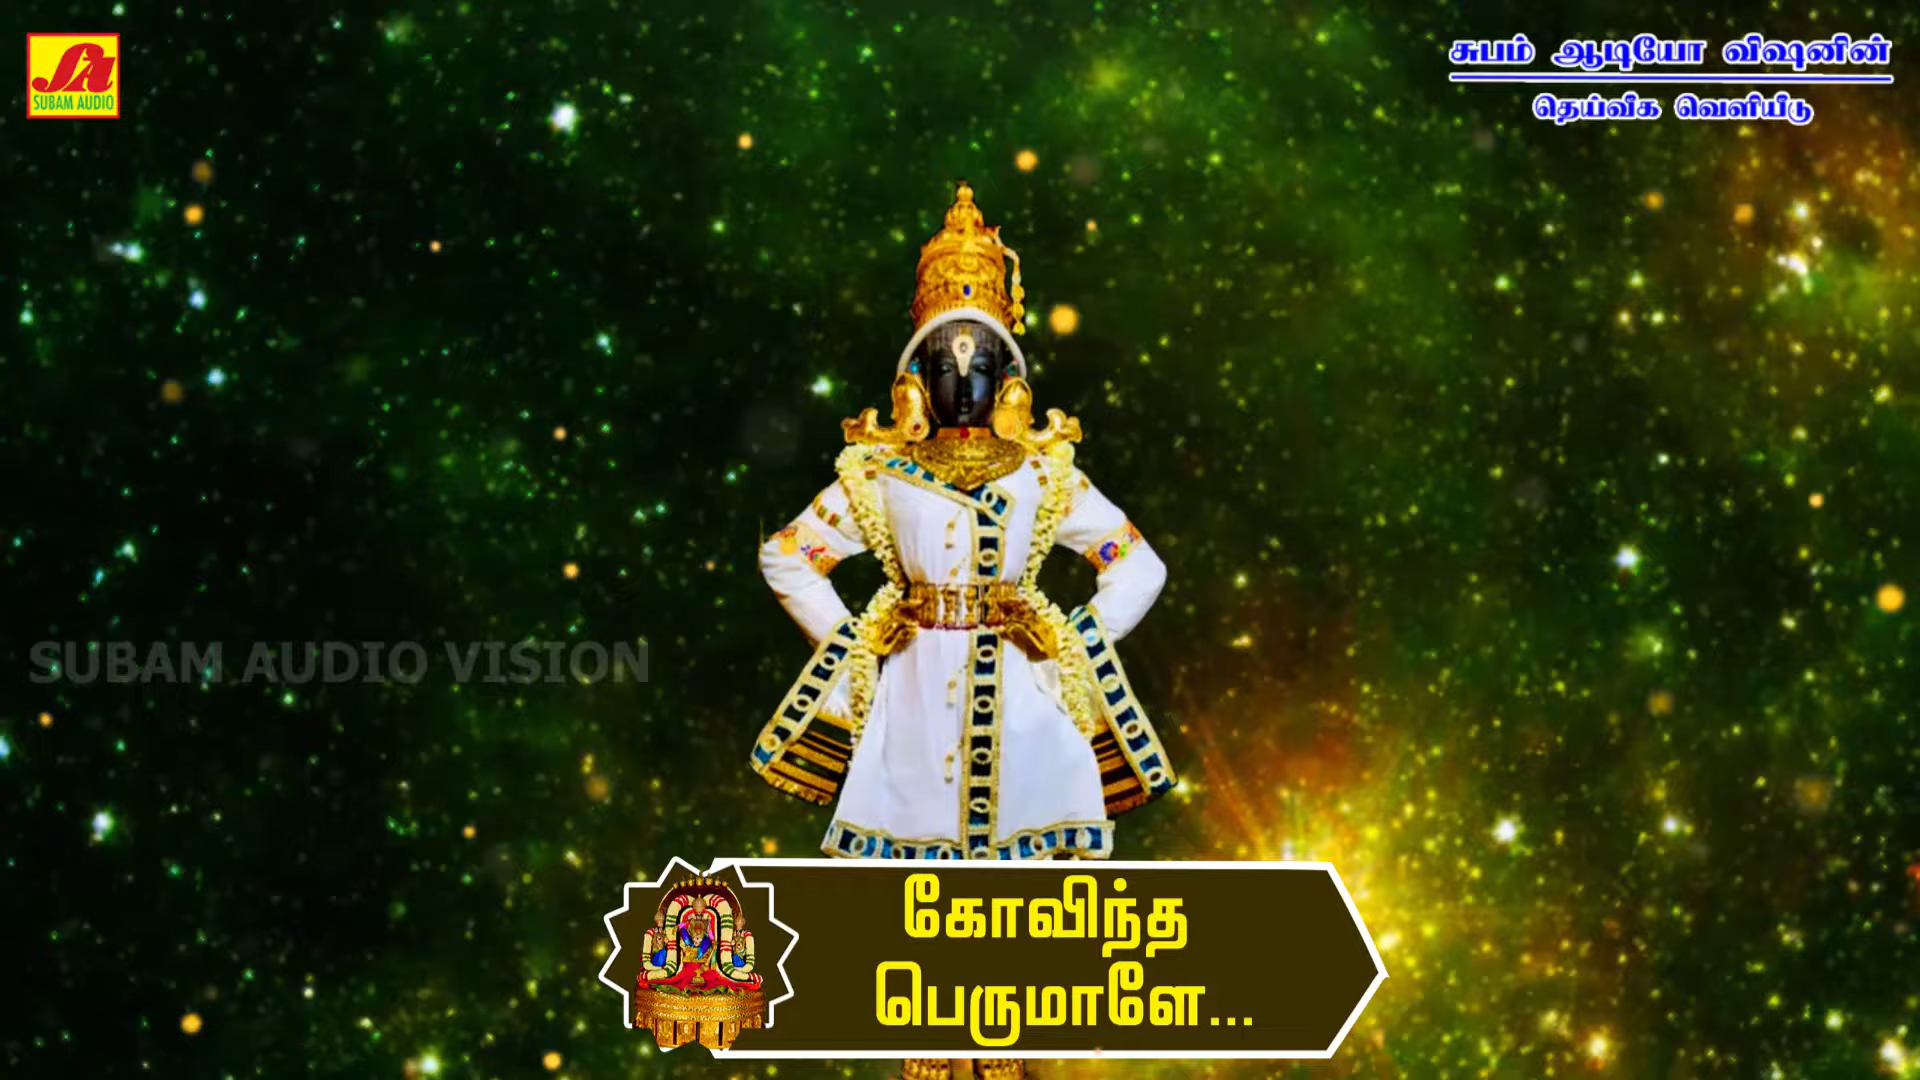 SUBAM AUDIO
சுபம் ஆடியோ விஷனின்
தெய்வீக வெளியீடு
SUBAM AUDIO VISION
கோவிந்த
பெருமாளே...